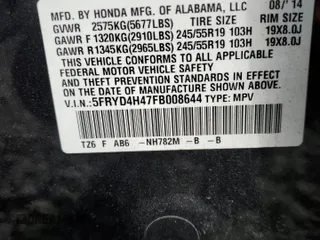 MFD. BY HONDA MFG. OF ALABAMA, LLC 08/'14
GVWR 2575KG(5677LBS) TIRE SIZE RIM SIZE
GAWR F 1320KG(2910LBS) 245/55R19 103H 19X8.0J
GAWR R1345KG(2965LBS) 245/55R19 103H 19X8.0J
THIS VEHICLE CONFORMS TO ALL APPLICABLE
FEDERAL MOTOR VEHICLE SAFETY, BUMPER,
AND THEFT PREVENTION STANDARDS IN EFFECT
ON THE DATE OF MANUFACTURE SHOWN ABOVE.
V.I.N.:5FRYD4H47FB008644 TYPE: MPV
TZ6 F AB6 -NH782M -B -B